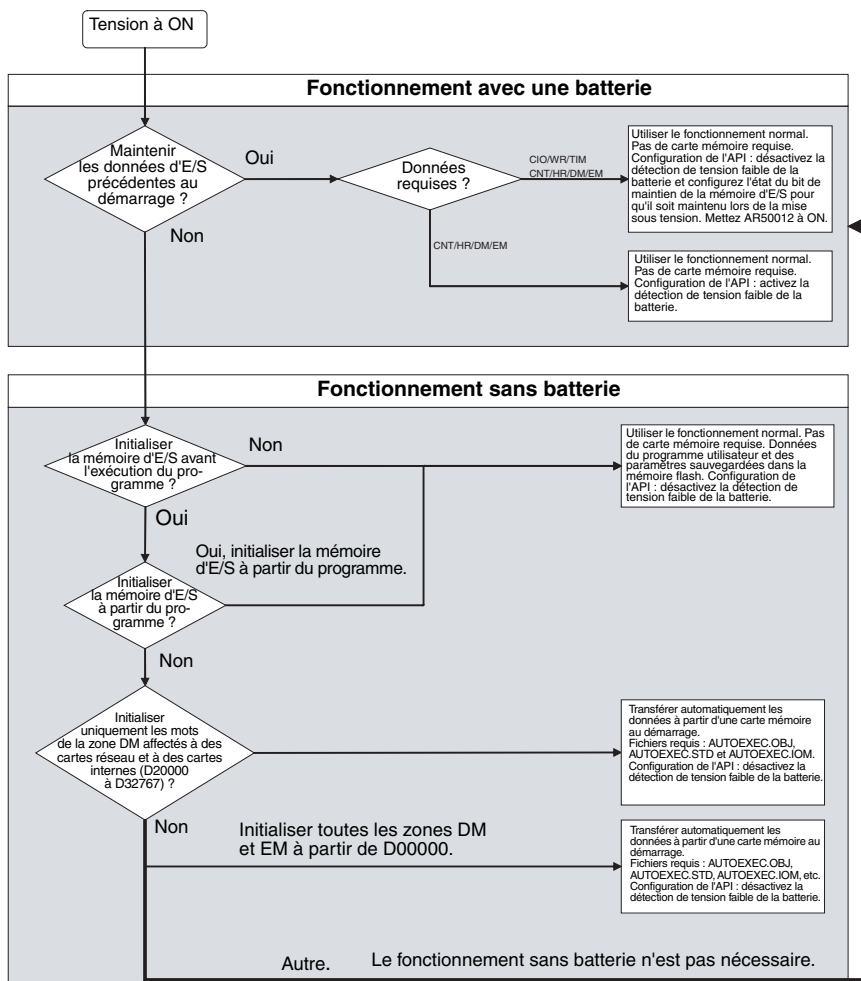 Tension à ON
Fonctionnement avec une batterie
Maintenir
les données d'E/S
précédentes au
démarrage ?
Oui
Données
requises ?
CIO/WR/TIM
CNT/HR/DM/EM
Utiliser le fonctionnement normal.
Pas de carte mémoire requise.
Configuration de l'API : désactivez la
détection de tension faible de la
batterie et configurez l'état du bit de
maintien de la mémoire d'E/S pour
qu'il soit maintenu lors de la mise
sous tension. Mettez AR50012 à ON.
Non
CNT/HR/DM/EM
Utiliser le fonctionnement normal.
Pas de carte mémoire requise.
Configuration de l'API : activez la
détection de tension faible de la
batterie.
Fonctionnement sans batterie
Initialiser
la mémoire d'E/S avant
l'exécution du pro-
gramme ?
Non
Utiliser le fonctionnement normal. Pas
de carte mémoire requise. Données
du programme utilisateur et des
paramètres sauvegardées dans la
mémoire flash. Configuration de
l'API : désactivez la détection de
tension faible de la batterie.
Oui
Oui, initialiser la mémoire
d'E/S à partir du programme.
Initialiser
la mémoire d'E/S
à partir du pro-
gramme ?
Non
Initialiser
uniquement les mots
de la zone DM affectés à des
cartes réseau et à des cartes
internes (D20000
à D32767) ?
Transférer automatiquement les
données à partir d'une carte mémoire
au démarrage.
Fichiers requis : AUTOEXEC.OBJ,
AUTOEXEC.STD et AUTOEXEC.IOM.
Configuration de l'API : désactivez la
détection de tension faible de la batterie.
Non
Initialiser toutes les zones DM
et EM à partir de D00000.
Transférer automatiquement les
données à partir d'une carte mémoire au
démarrage.
Fichiers requis : AUTOEXEC.OBJ,
AUTOEXEC.STD, AUTOEXEC.IOM, etc.
Configuration de l'API : désactivez la
détection de tension faible de la batterie.
Autre.
Le fonctionnement sans batterie n'est pas nécessaire.